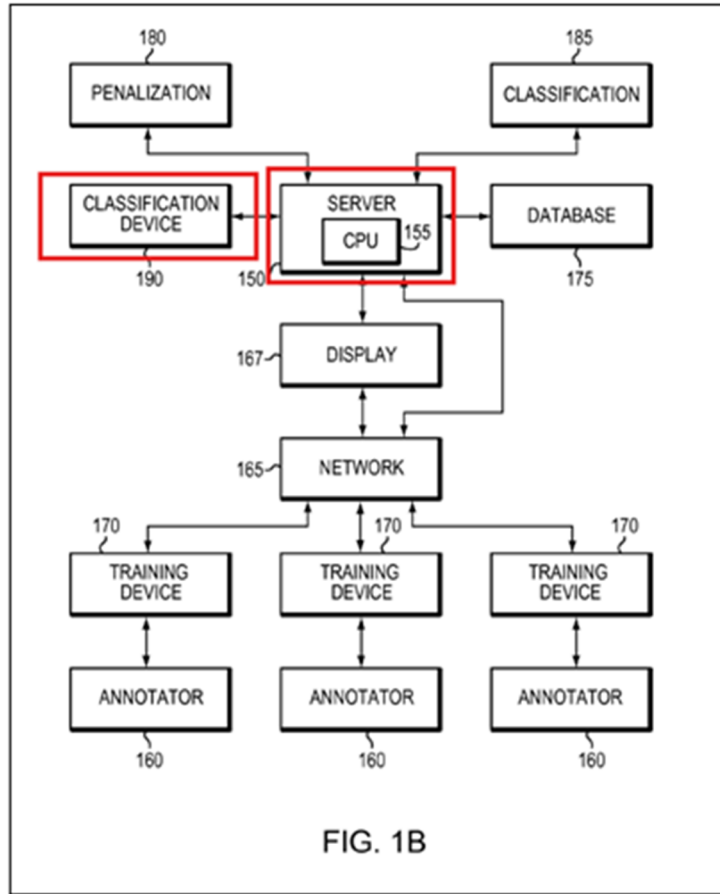 180
185
PENALIZATION
CLASSIFICATION
CLASSIFICATION
DEVICE
190
SERVER
CPU
155
150
DATABASE
175
167
DISPLAY
165
NETWORK
170
170
170
TRAINING
DEVICE
TRAINING
DEVICE
TRAINING
DEVICE
ANNOTATOR
ANNOTATOR
ANNOTATOR
160
160
160
FIG. 1B